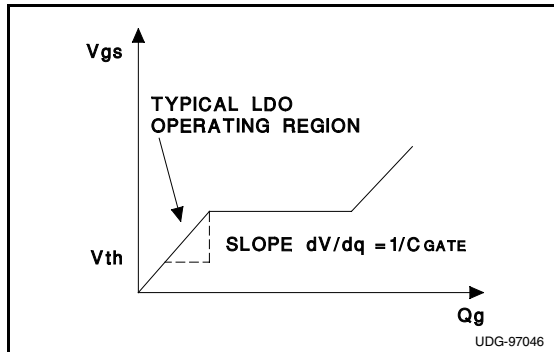 Vgs
TYPICAL LDO
OPERATING REGION
Vth
SLOPE dV/dq = 1/CGATE
Qg
UDG-97046